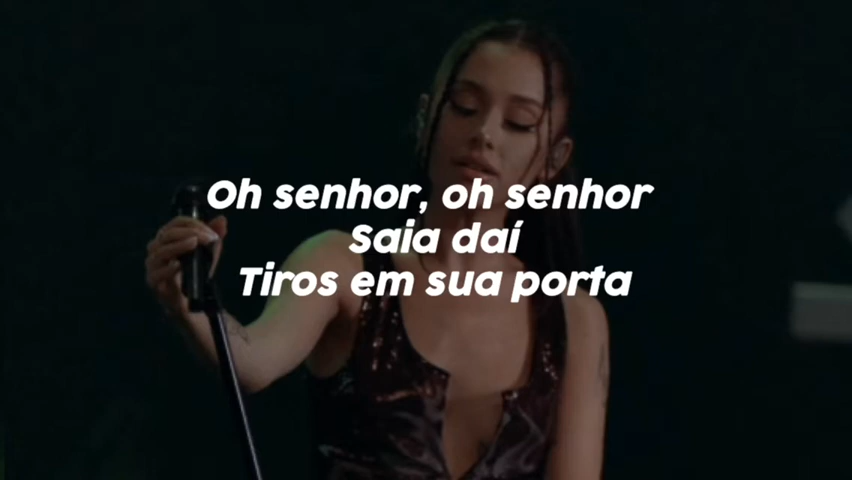 Oh senhor, oh senhor
Saia daí
Tiros em sua porta